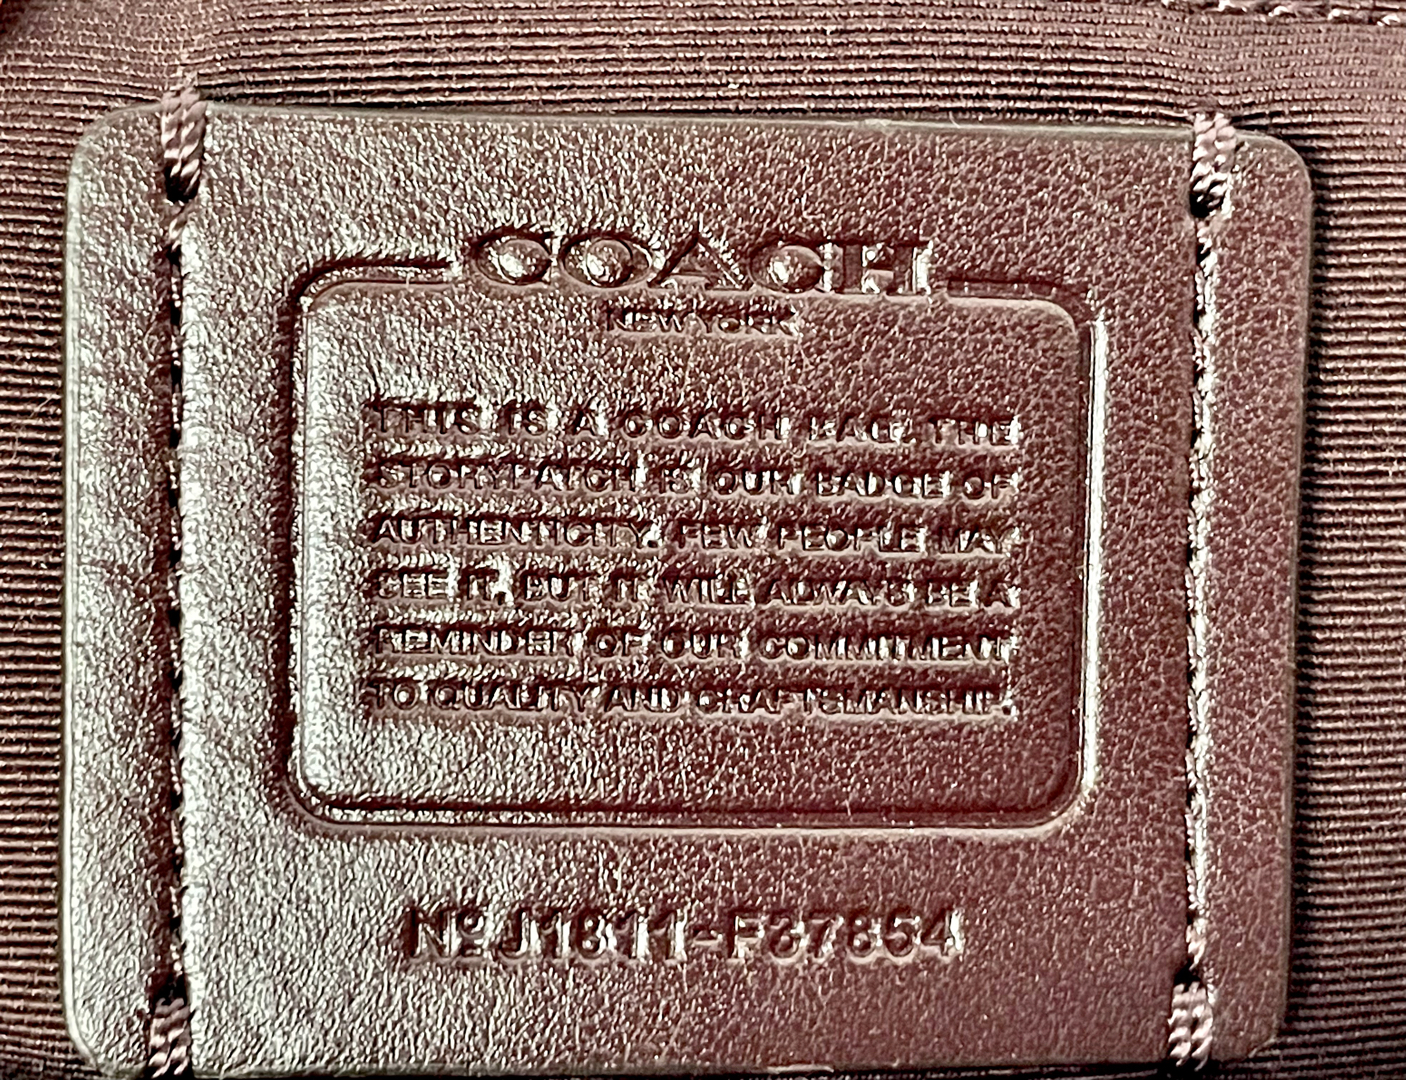 COACH
NEW YORK
THIS IS A COACH BAG. THE
STORYPATCH IS OUR BADGE OF
AUTHENTICITY. FEW PEOPLE MAY
SEE IT, BUT IT WILL ALWAYS BE A
REMINDER OF OUR COMMITMENT
TO QUALITY AND CRAFTSMANSHIP.
Nº J1811-F37854